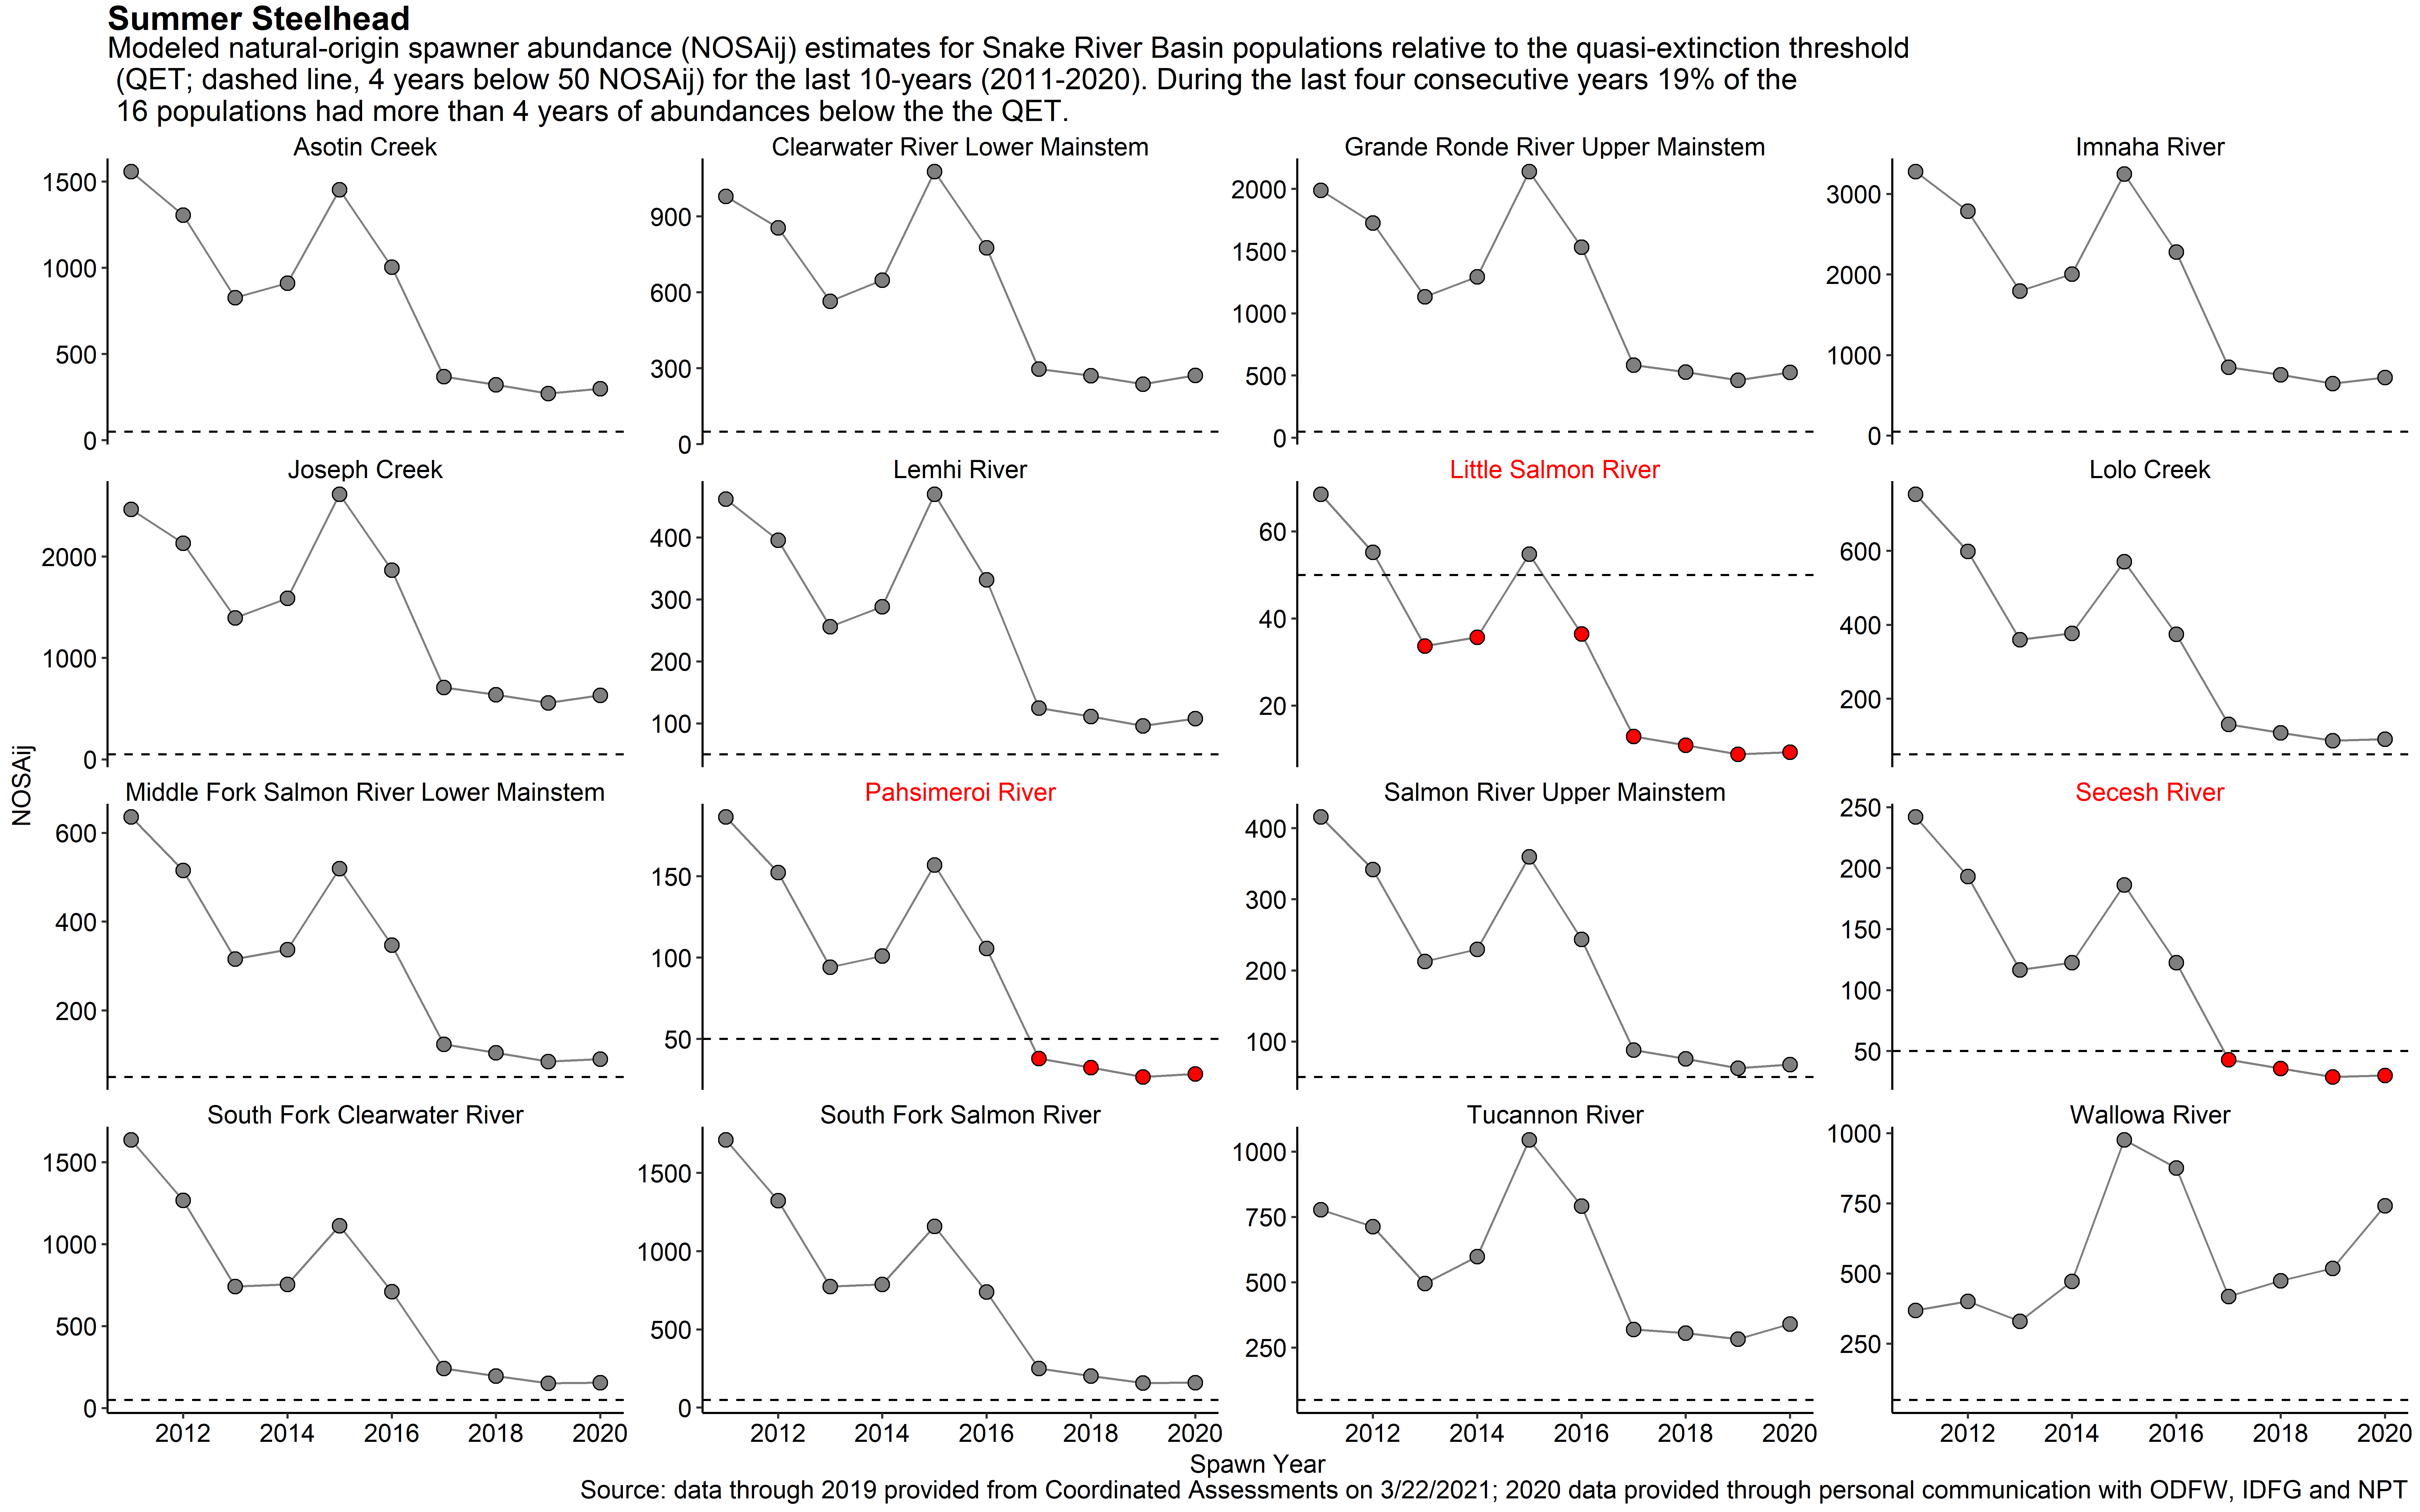 Summer Steelhead
Modeled natural-origin spawner abundance (NOSAij) estimates for Snake River Basin populations relative to the quasi-extinction threshold
(QET; dashed line, 4 years below 50 NOSAij) for the last 10-years (2011-2020). During the last four consecutive years 19% of the
16 populations had more than 4 years of abundances below the the QET.
Asotin Creek
1500
1000
500
0
Clearwater River Lower Mainstem
900
600
300
0
Grande Ronde River Upper Mainstem
2000
1500
1000
500
0
Imnaha River
3000
2000
1000
0
Joseph Creek
2000
1000
0
Lemhi River
400
300
200
100
Little Salmon River
60
40
20
Lolo Creek
600
400
200
NOSAij
Middle Fork Salmon River Lower Mainstem
600
400
200
Pahsimeroi River
150
100
50
Salmon River Upper Mainstem
400
300
200
100
Secesh River
250
200
150
100
50
South Fork Clearwater River
1500
1000
500
0
2012 2014 2016 2018 2020
South Fork Salmon River
1500
1000
500
0
2012 2014 2016 2018 2020
Tucannon River
1000
750
500
250
2012 2014 2016 2018 2020
Wallowa River
1000
750
500
250
2012 2014 2016 2018 2020
Spawn Year
Source: data through 2019 provided from Coordinated Assessments on 3/22/2021; 2020 data provided through personal communication with ODFW, IDFG and NPT